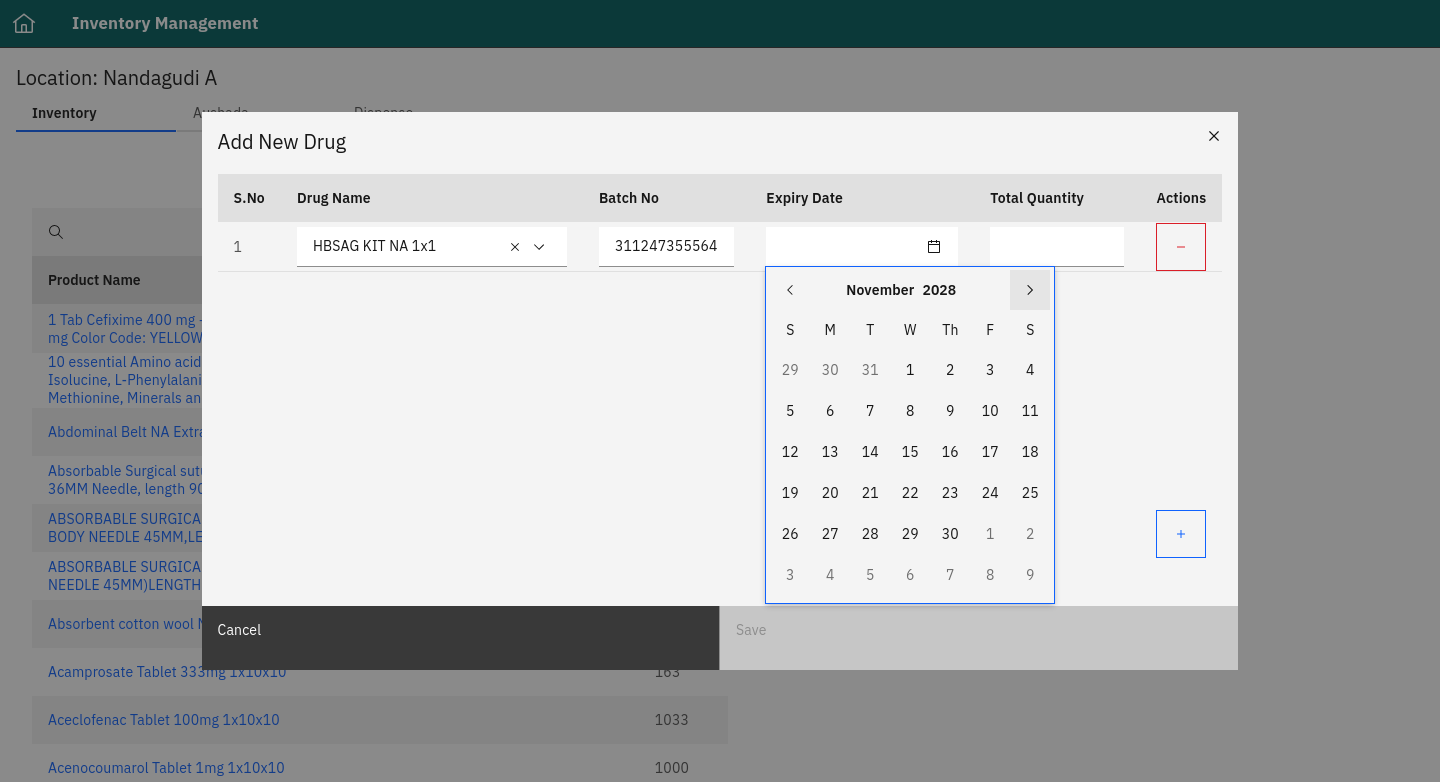 Inventory Management
Location: Nandagudi A
Inventory
Add New Drug
S.No Drug Name Batch No Expiry Date Total Quantity Actions
1 HBSAG KIT NA 1x1 311247355564
November 2028
S M T W Th F S
29 30 31 1 2 3 4
5 6 7 8 9 10 11
12 13 14 15 16 17 18
19 20 21 22 23 24 25
26 27 28 29 30 1 2
3 4 5 6 7 8 9
Cancel Save
Product Name
1 Tab Cefixime 400 mg
mg Color Code: YELLOW
10 essential Amino acid
Isolucine, L-Phenylalani
Methionine, Minerals an
Abdominal Belt NA Extra
Absorbable Surgical sut
36MM Needle, length 90
ABSORBABLE SURGICA
BODY NEEDLE 45MM,LE
ABSORBABLE SURGICA
NEEDLE 45MM)LENGTH
Absorbent cotton wool N
Acamprosate Tablet 333mg 1x10x10 163
Aceclofenac Tablet 100mg 1x10x10 1033
Acenocoumarol Tablet 1mg 1x10x10 1000